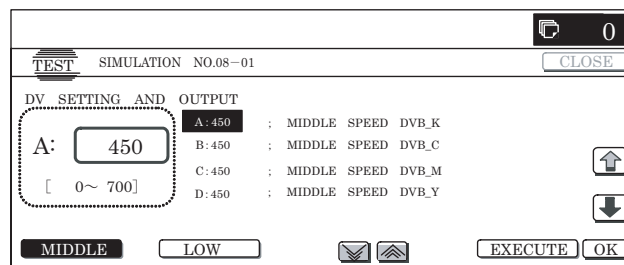 0
TEST SIMULATION NO.08-01 CLOSE
DV SETTING AND OUTPUT
A: 450
[ 0~ 700]
A:450 ; MIDDLE SPEED DVB_K
B:450 ; MIDDLE SPEED DVB_C
C:450 ; MIDDLE SPEED DVB_M
D:450 ; MIDDLE SPEED DVB_Y
MIDDLE LOW EXECUTE OK